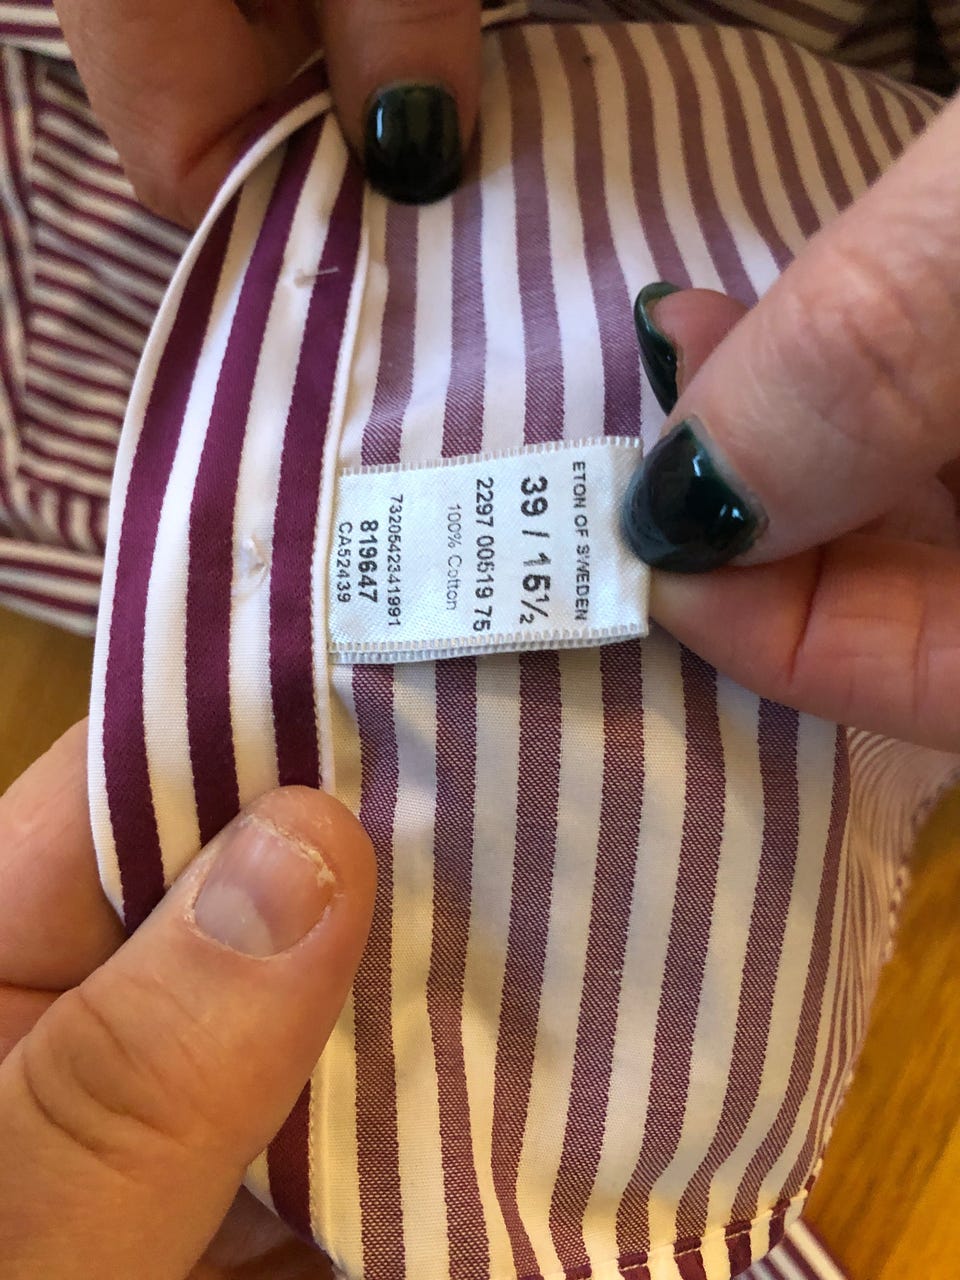 ETON OF SWEDEN
39 / 15½
2297 00519 75
100% Cotton
7320542341991
819647
CA52439